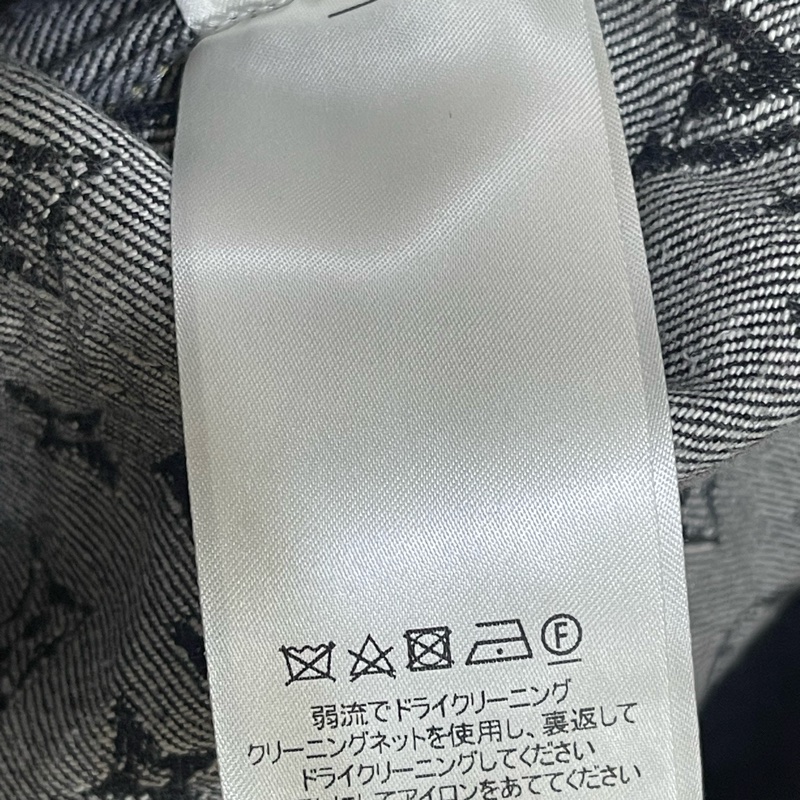 F
弱流でドライクリーニング
クリーニングネットを使用し、裏返して
ドライクリーニングしてください
してアイロンをあててください